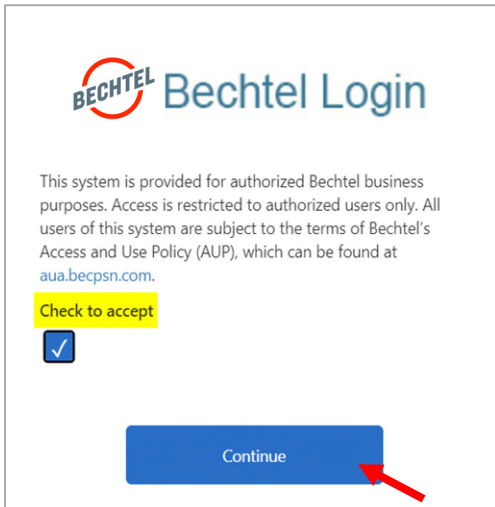 BECHTEL Bechtel Login
This system is provided for authorized Bechtel business
purposes. Access is restricted to authorized users only. All
users of this system are subject to the terms of Bechtel's
Access and Use Policy (AUP), which can be found at
aua.becpsn.com.
Check to accept
Continue